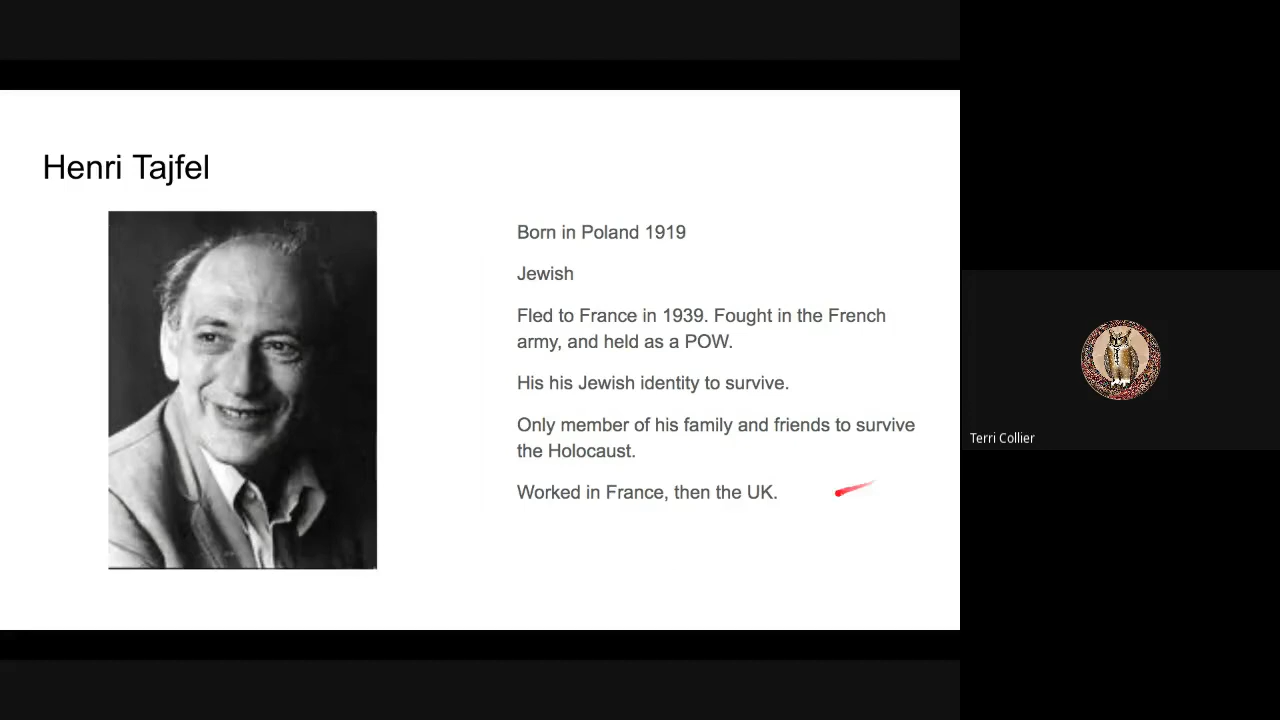 Henri Tajfel
Born in Poland 1919
Jewish
Fled to France in 1939. Fought in the French
army, and held as a POW.
His his Jewish identity to survive.
Only member of his family and friends to survive
the Holocaust.
Worked in France, then the UK.
Terri Collier